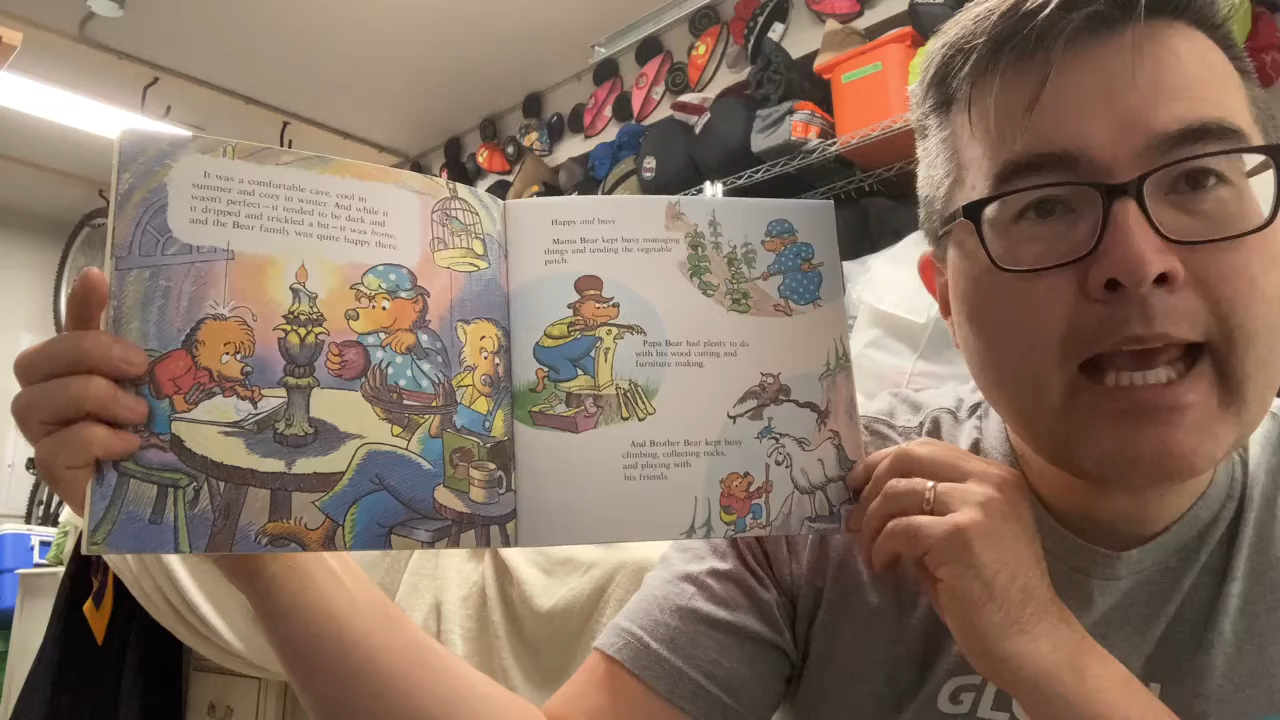 It was a comfortable cave, cool in
summer and cozy in winter. And while it
wasn't perfect—it tended to be dark and
it dripped and trickled a bit—it was home,
and the Bear family was quite happy there.
Happy and busy.
Mama Bear kept busy managing
things and tending the vegetable
patch.
Papa Bear had plenty to do
with his wood cutting and
furniture making.
And Brother Bear kept busy
climbing, collecting rocks,
and playing with
his friends.